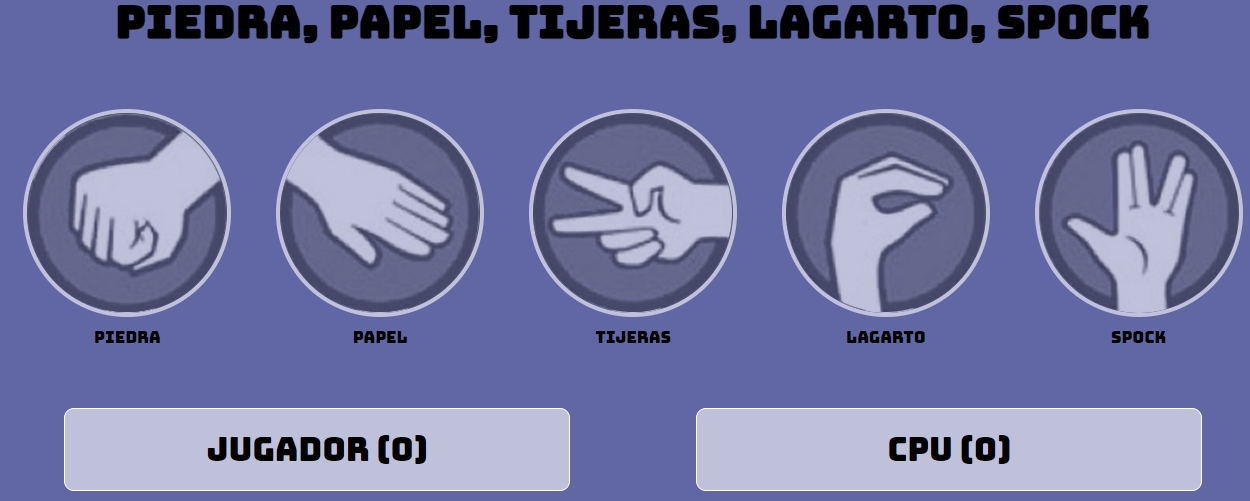 PIEDRA, PAPEL, TIJERAS, LAGARTO, SPOCK
PIEDRA
PAPEL
TIJERAS
LAGARTO
SPOCK
JUGADOR (0)
CPU (0)